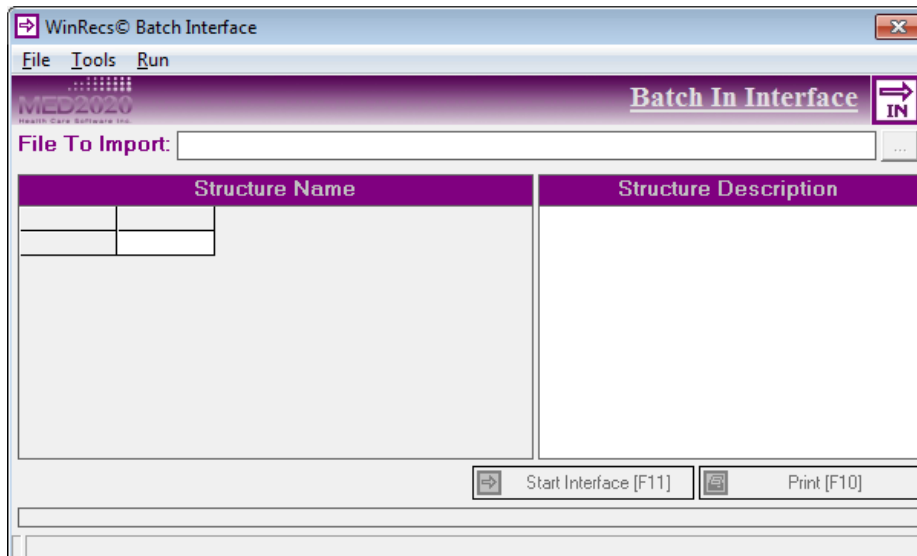 WinRecs© Batch Interface
File Tools Run
MED2020
Health Care Software Inc.
Batch In Interface
IN
File To Import:
...
Structure Name
Structure Description
Start Interface [F11]
Print [F10]